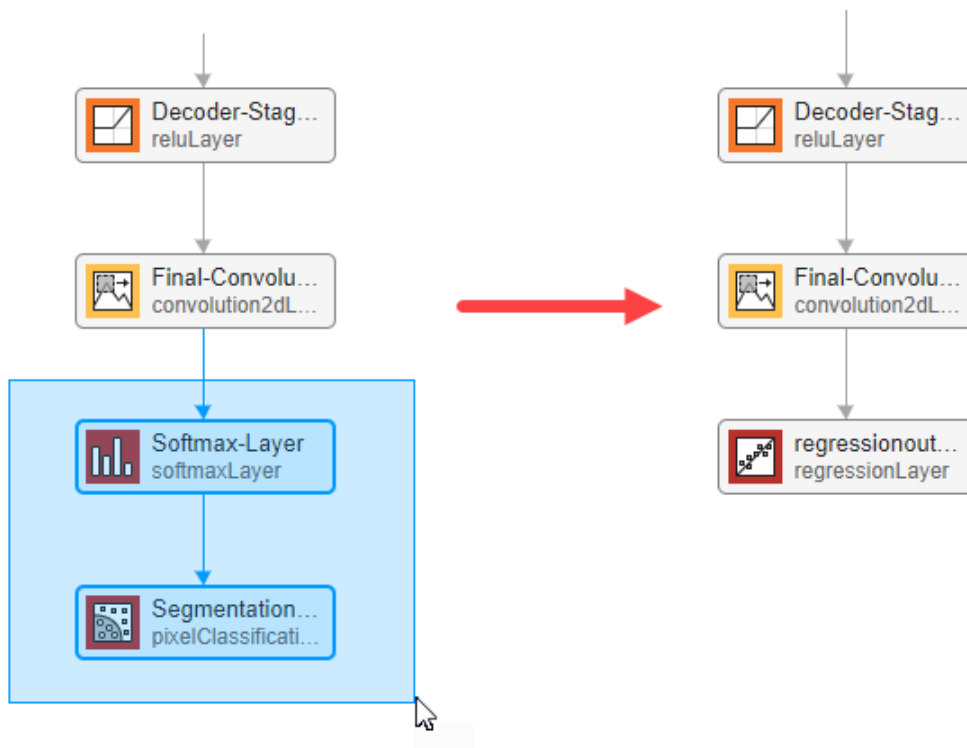 Decoder-Stag...
reluLayer
Final-Convolu...
convolution2dL...
Softmax-Layer
softmaxLayer
Segmentation...
pixelClassificati...
Decoder-Stag...
reluLayer
Final-Convolu...
convolution2dL...
regressionout...
regressionLayer